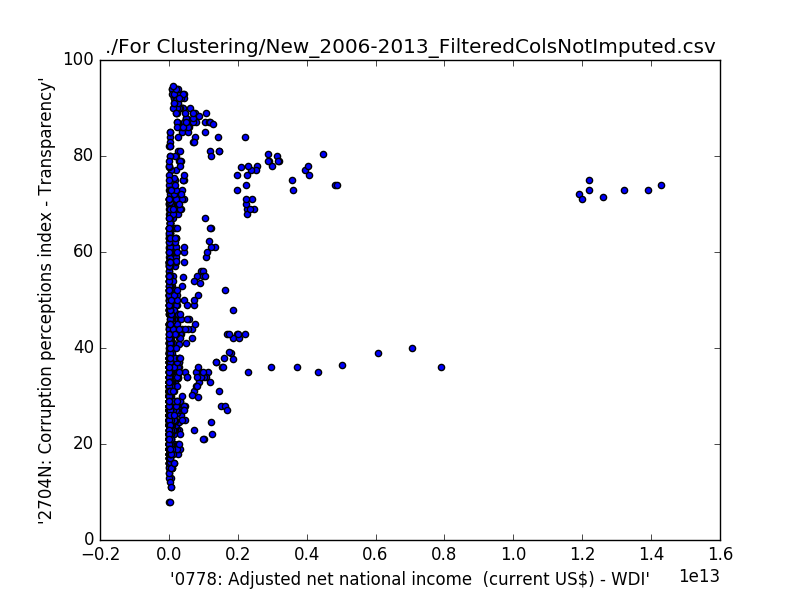 ./For Clustering/New_2006-2013_FilteredColsNotImputed.csv
'2704N: Corruption perceptions index - Transparency'
100
80
60
40
20
0
−0.2 0.0 0.2 0.4 0.6 0.8 1.0 1.2 1.4 1.6
1e13
'0778: Adjusted net national income  (current US$) - WDI'